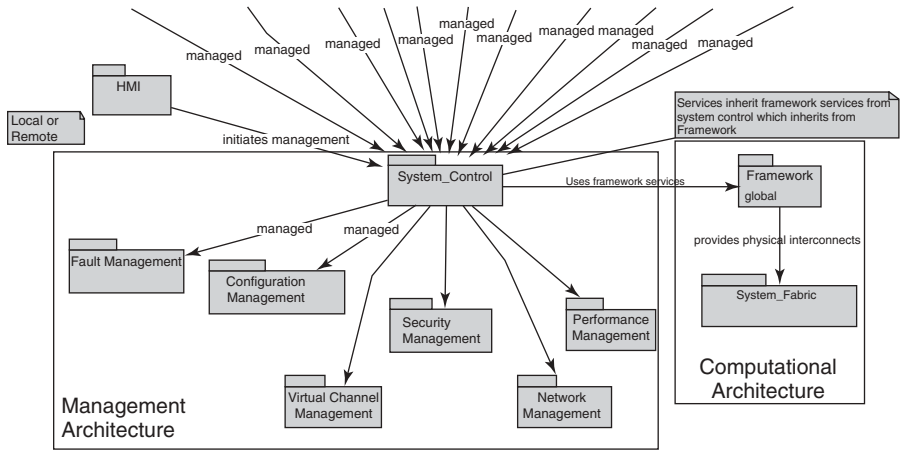 managed
managed
managed
managed
managed
managed
managed
managed
managed
HMI
Local or
Remote
initiates management
Services inherit framework services from
system control which inherits from
Framework
System_Control
Uses framework services
Framework
global
provides physical interconnects
System_Fabric
Computational
Architecture
managed
managed
Fault Management
Configuration
Management
Security
Management
Performance
Management
Virtual Channel
Management
Network
Management
Management
Architecture